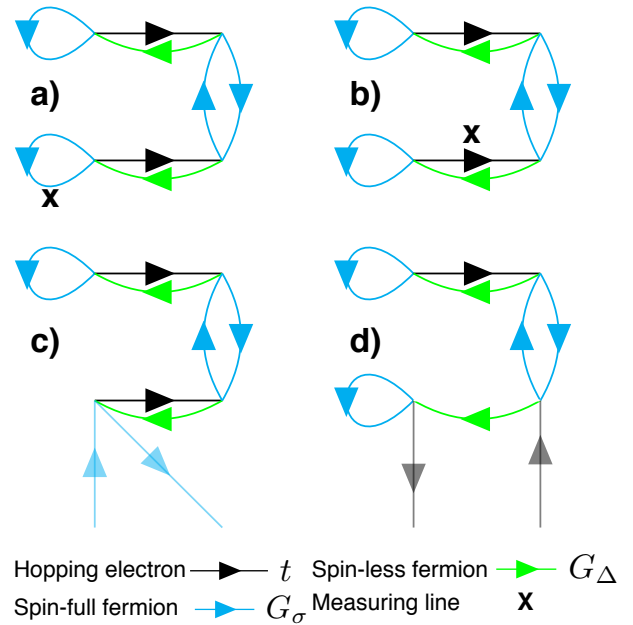 a) b)
x
x
c) d)
Hopping electron t Spin-less fermion G_Δ
Spin-full fermion G_σ Measuring line x